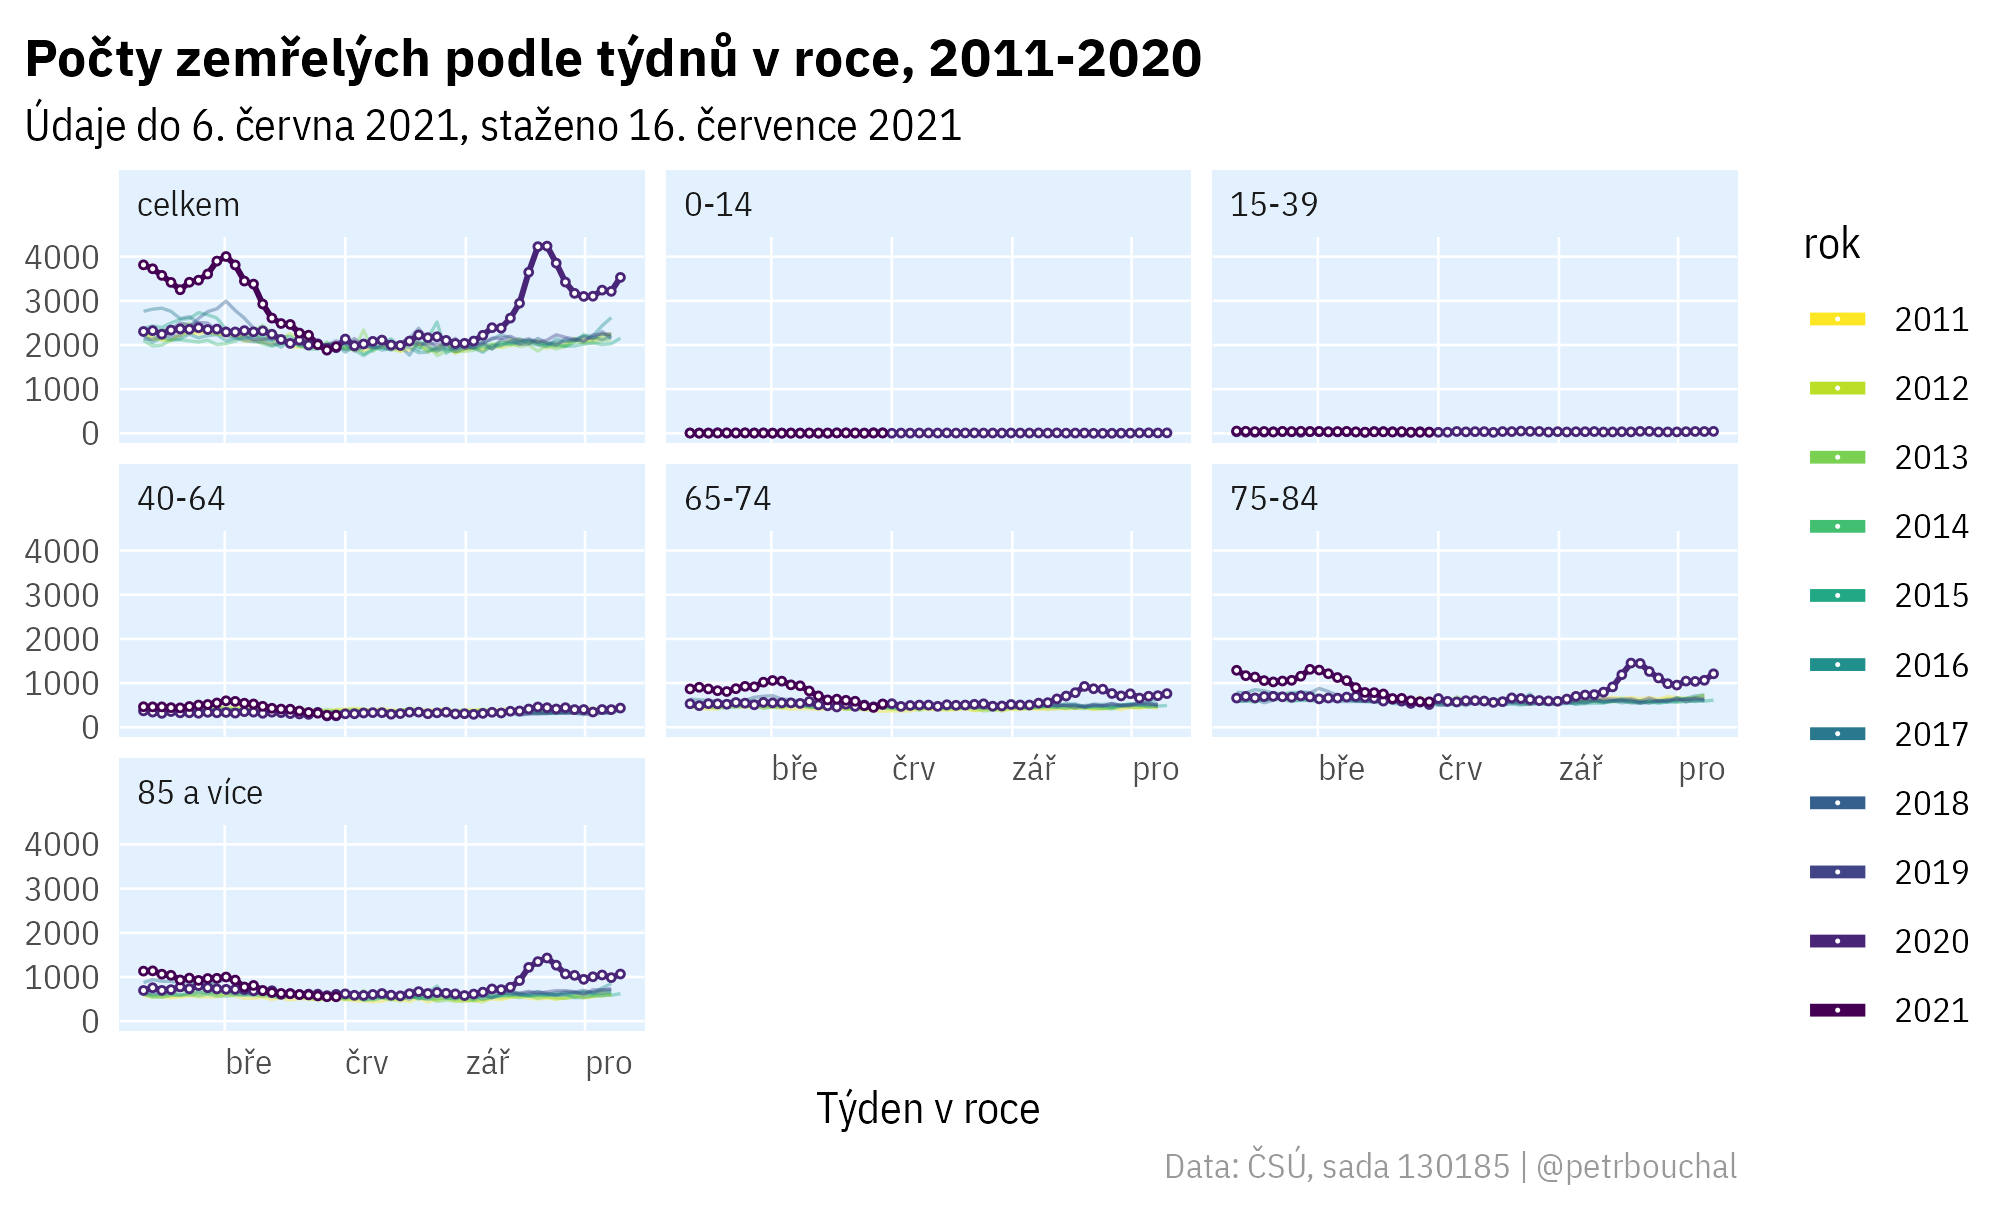 Počty zemřelých podle týdnů v roce, 2011-2020
Údaje do 6. června 2021, staženo 16. července 2021
celkem
0-14
15-39
4000
3000
2000
1000
0
40-64
65-74
75-84
4000
3000
2000
1000
0
bře
črv
zář
pro
bře
črv
zář
pro
85 a více
4000
3000
2000
1000
0
bře
črv
zář
pro
Týden v roce
rok
2011
2012
2013
2014
2015
2016
2017
2018
2019
2020
2021
Data: ČSÚ, sada 130185 | @petrbouchal